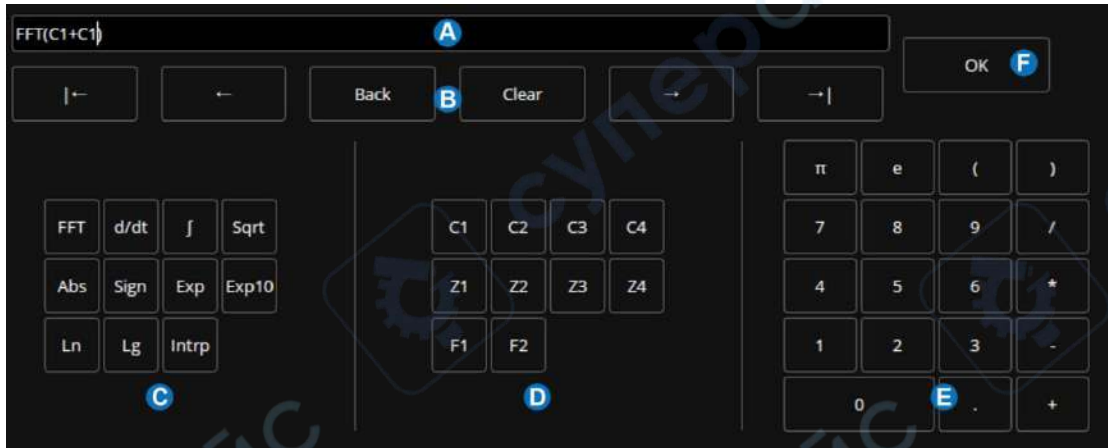 FFT(C1+C1)
A
OK
F
|←
←
Back
B
Clear
→
→|
π
e
(
)
FFT
d/dt
∫
Sqrt
C1
C2
C3
C4
7
8
9
/
Abs
Sign
Exp
Exp10
Z1
Z2
Z3
Z4
4
5
6
*
Ln
Lg
Intrp
F1
F2
1
2
3
-
C
D
0
E
.
+